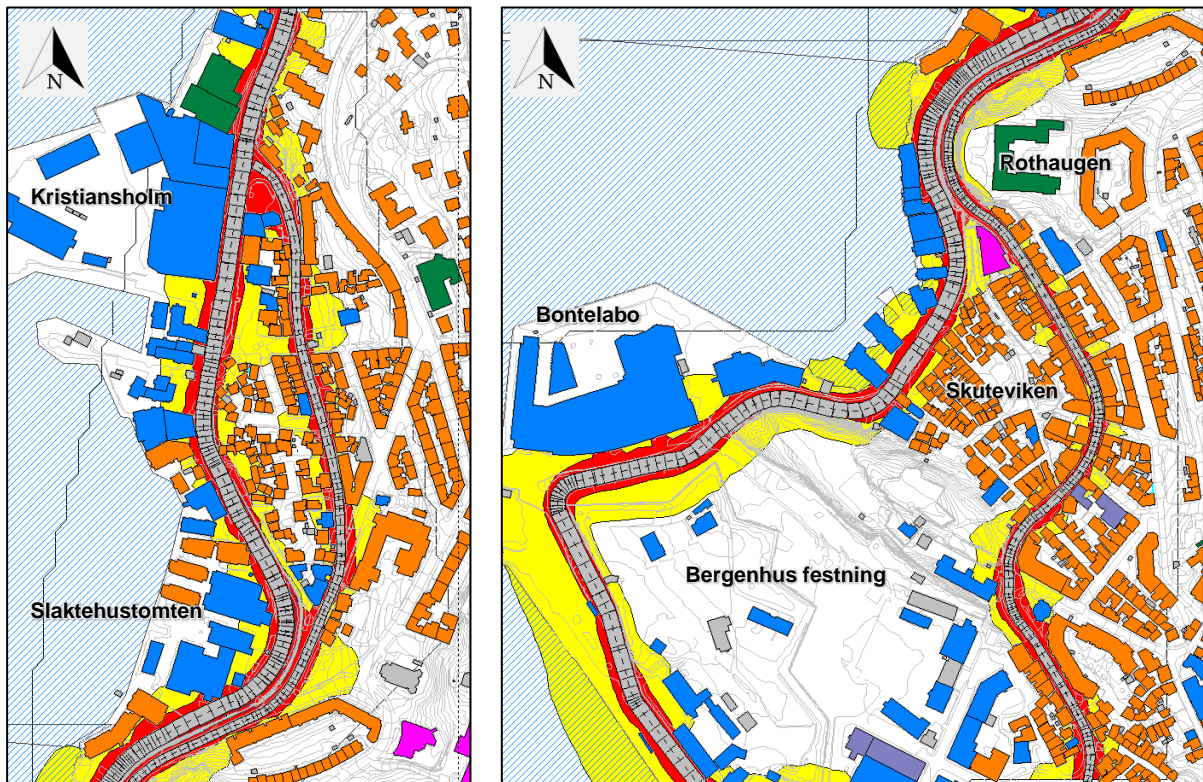 N
Kristiansholm
Slaktehustomten
N
Rothaugen
Bontelabo
Skuteviken
Bergenhus festning